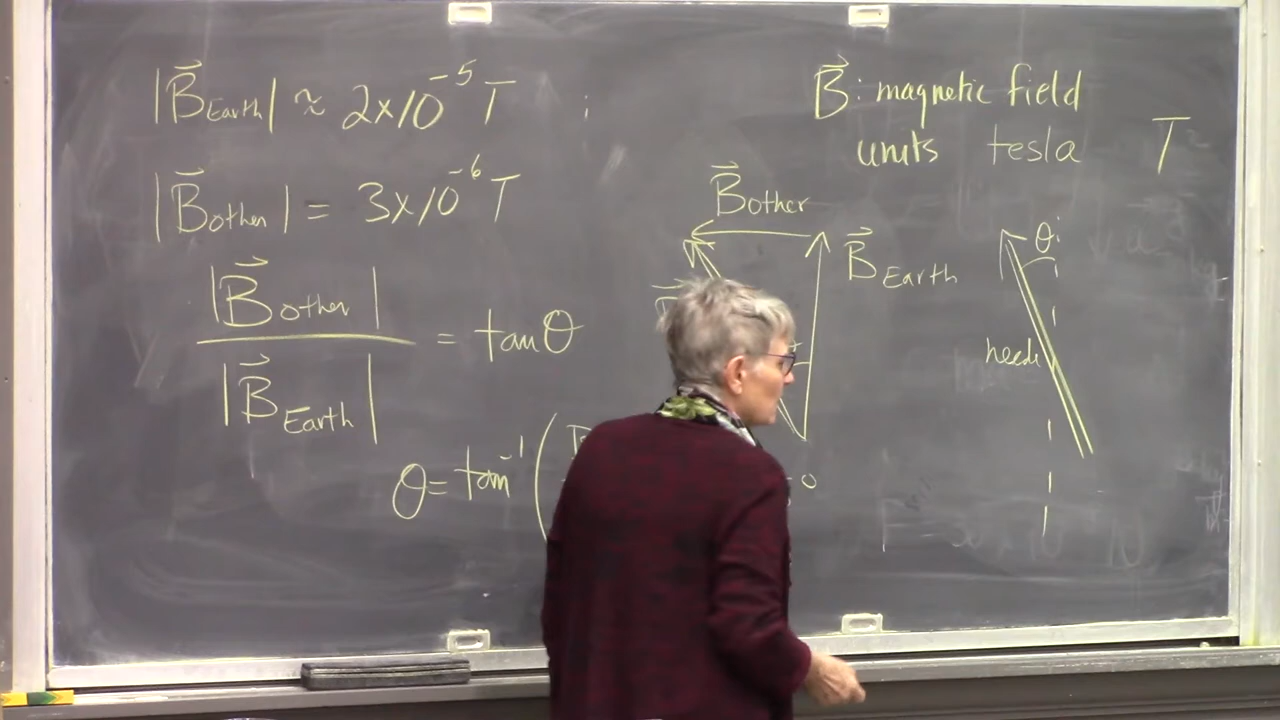 |B⃗Earth| ≈ 2×10⁻⁵ T
|B⃗other| = 3×10⁻⁶ T
|B⃗other| / |B⃗Earth| = tanθ
θ = tan⁻¹ (
B⃗: magnetic field
units tesla T
B⃗other
B⃗Earth
θ
needle